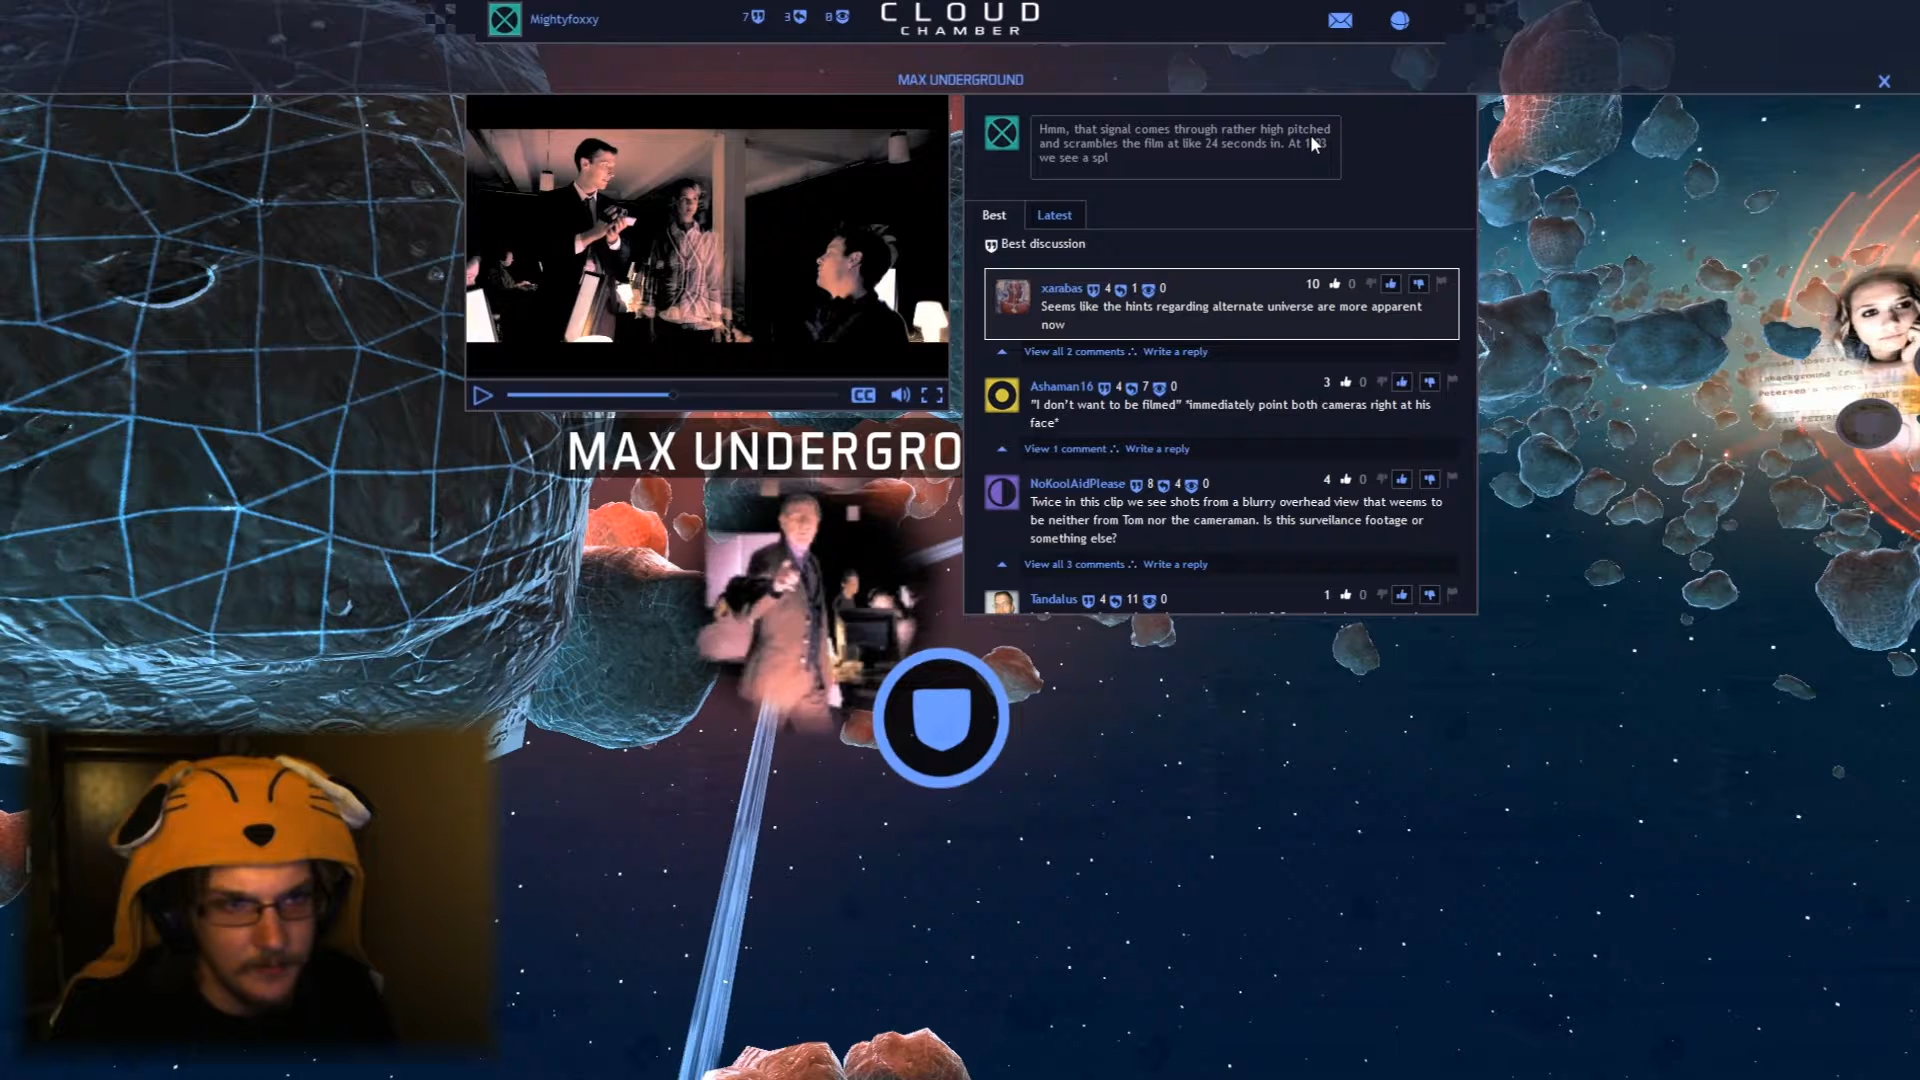 Mightyfoxxy
7 3 0
CLOUD
CHAMBER
MAX UNDERGROUND
X
Hmm, that signal comes through rather high pitched
and scrambles the film at like 24 seconds in. At
we see a spl
Best Latest
Best discussion
xarabas 4 1 0 10 0
Seems like the hints regarding alternate universe are more apparent
now
View all 2 comments Write a reply
Ashaman16 4 7 0 3 0
"I don't want to be filmed" *immediately point both cameras right at his
face*
View 1 comment Write a reply
NoKoolAidPlease 8 4 0 4 0
Twice in this clip we see shots from a blurry overhead view that weems to
be neither from Tom nor the cameraman. Is this surveilance footage or
something else?
View all 3 comments Write a reply
Tandalus 4 11 0 1 0
CC
MAX UNDERGRO